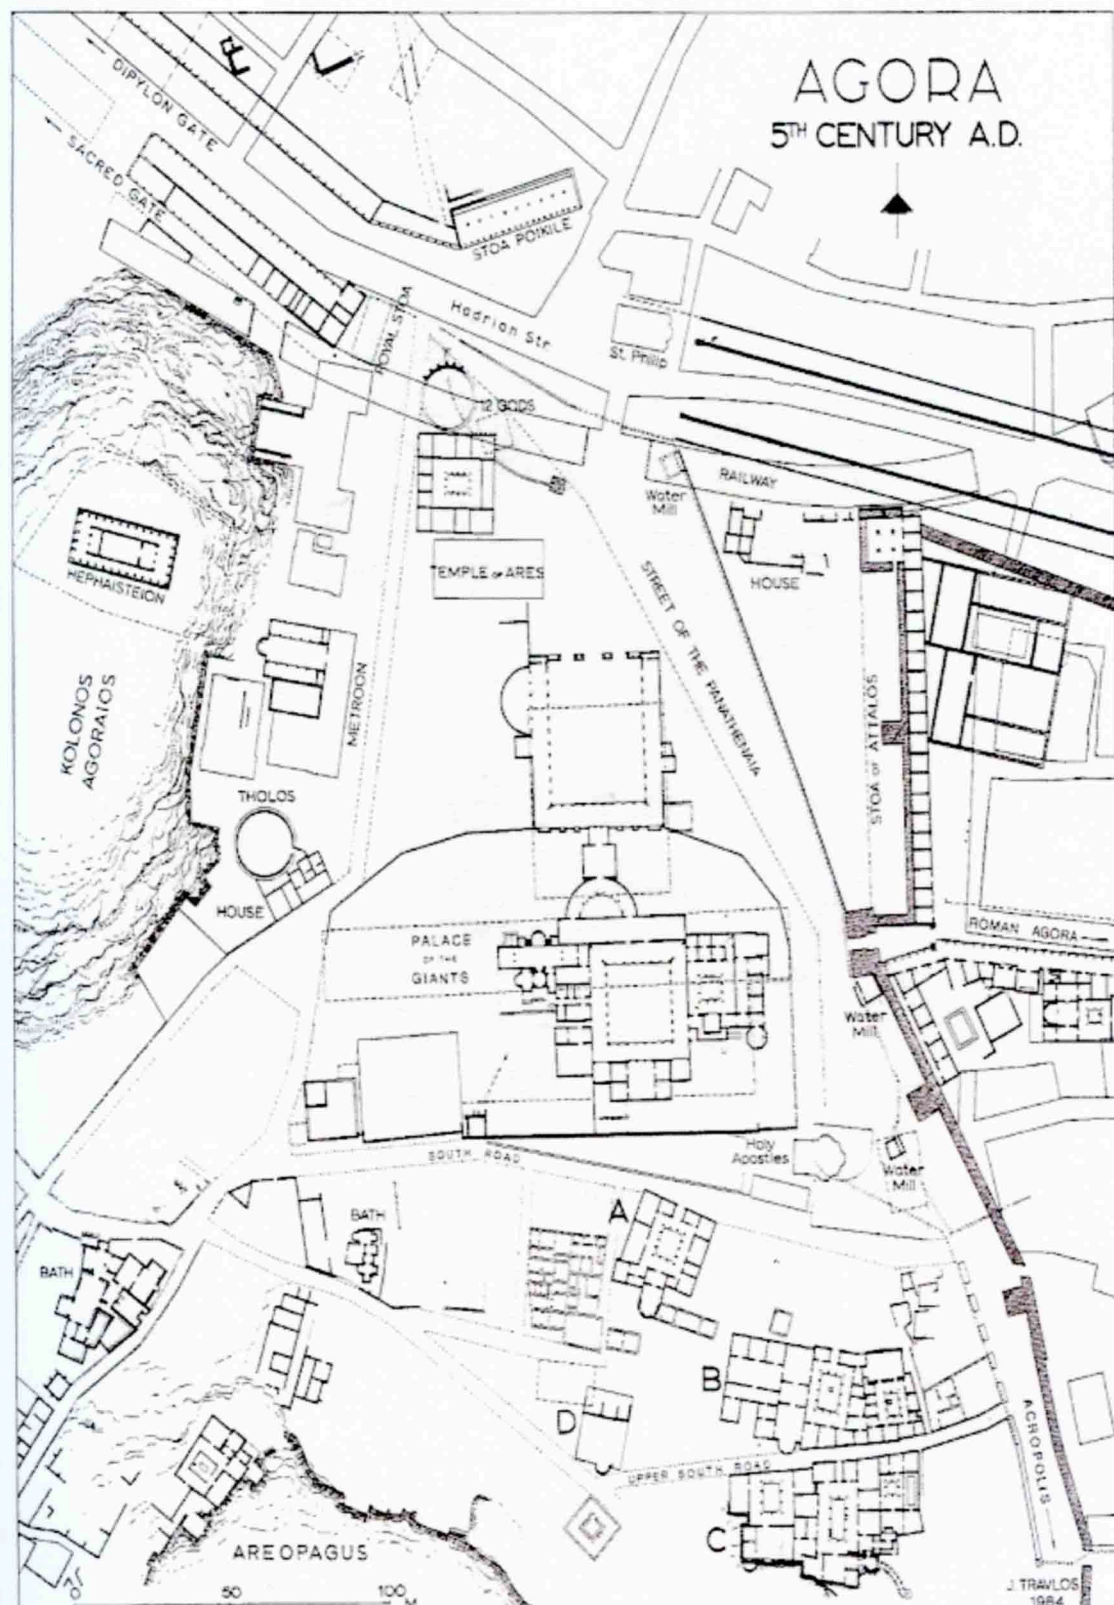 AGORA
5TH CENTURY A.D.
DIPYLON GATE
SACRED GATE
STOA POIKILE
ROYAL STOA
Hadrian Str.
St. Philip
12 GODS
RAILWAY
Water
Mill
HOUSE
TEMPLE OF ARES
HEPHAISTEION
STREET OF THE PANATHENAIA
KOLONOS
AGORAIOS
METROON
STOA OF ATTALOS
THOLOS
HOUSE
PALACE
OF THE
GIANTS
ROMAN AGORA
Water
Mill
SOUTH ROAD
Holy
Apostles
Water
Mill
A
BATH
BATH
B
D
UPPER SOUTH ROAD
ACROPOLIS
C
AREOPAGUS
0
50
100
M
J. TRAVLOS
1984